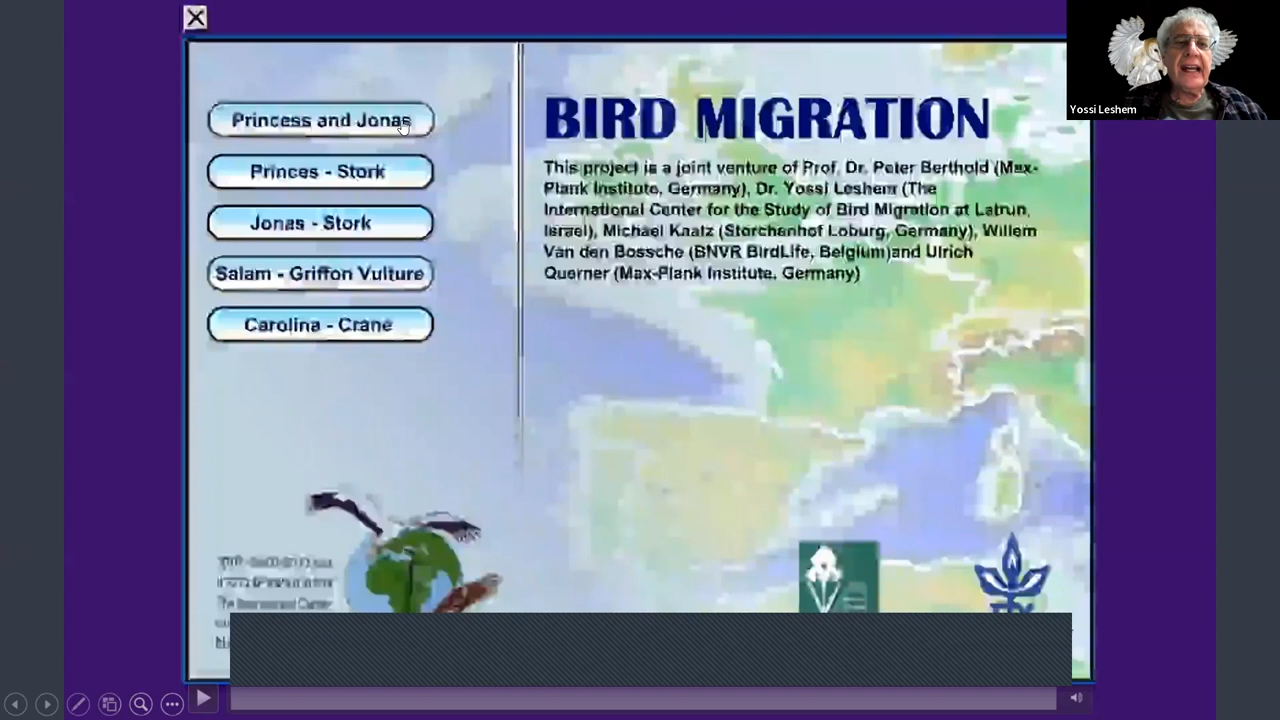 Yossi Leshem
Princess and Jonas
Princes - Stork
Jonas - Stork
Salam - Griffon Vulture
Carolina - Crane
BIRD MIGRATION
This project is a joint venture of Prof. Dr. Peter Berthold (Max-
Plank Institute, Germany), Dr. Yossi Leshem (The
International Center for the Study of Bird Migration at Latrun,
Israel), Michael Kaatz (Storchenhof Loburg, Germany), Willem
Van den Bossche (BNVR BirdLife, Belgium)and Ulrich
Querner (Max-Plank Institute, Germany)
The International Center